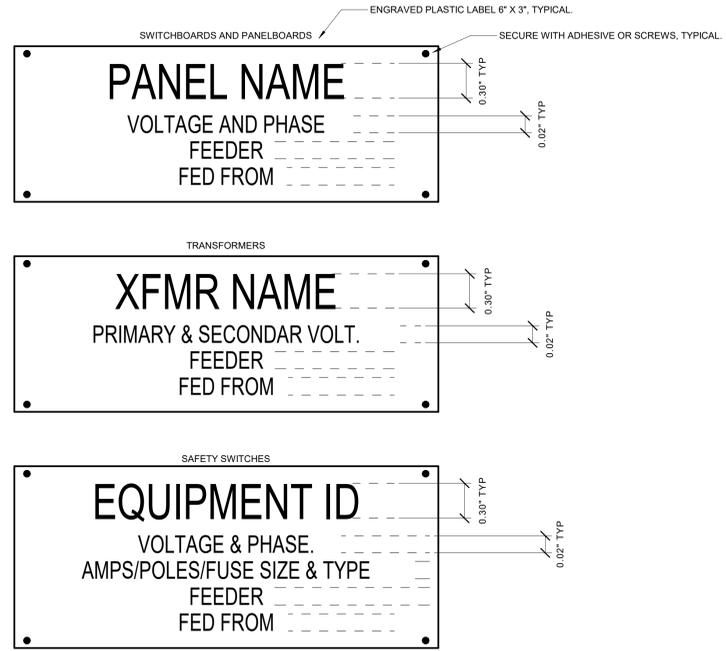 ENGRAVED PLASTIC LABEL 6" X 3", TYPICAL.
SWITCHBOARDS AND PANELBOARDS
SECURE WITH ADHESIVE OR SCREWS, TYPICAL.
PANEL NAME
0.30" TYP
VOLTAGE AND PHASE
0.02" TYP
FEEDER
FED FROM
TRANSFORMERS
XFMR NAME
0.30" TYP
PRIMARY & SECONDAR VOLT.
0.02" TYP
FEEDER
FED FROM
SAFETY SWITCHES
EQUIPMENT ID
0.30" TYP
VOLTAGE & PHASE.
0.02" TYP
AMPS/POLES/FUSE SIZE & TYPE
FEEDER
FED FROM